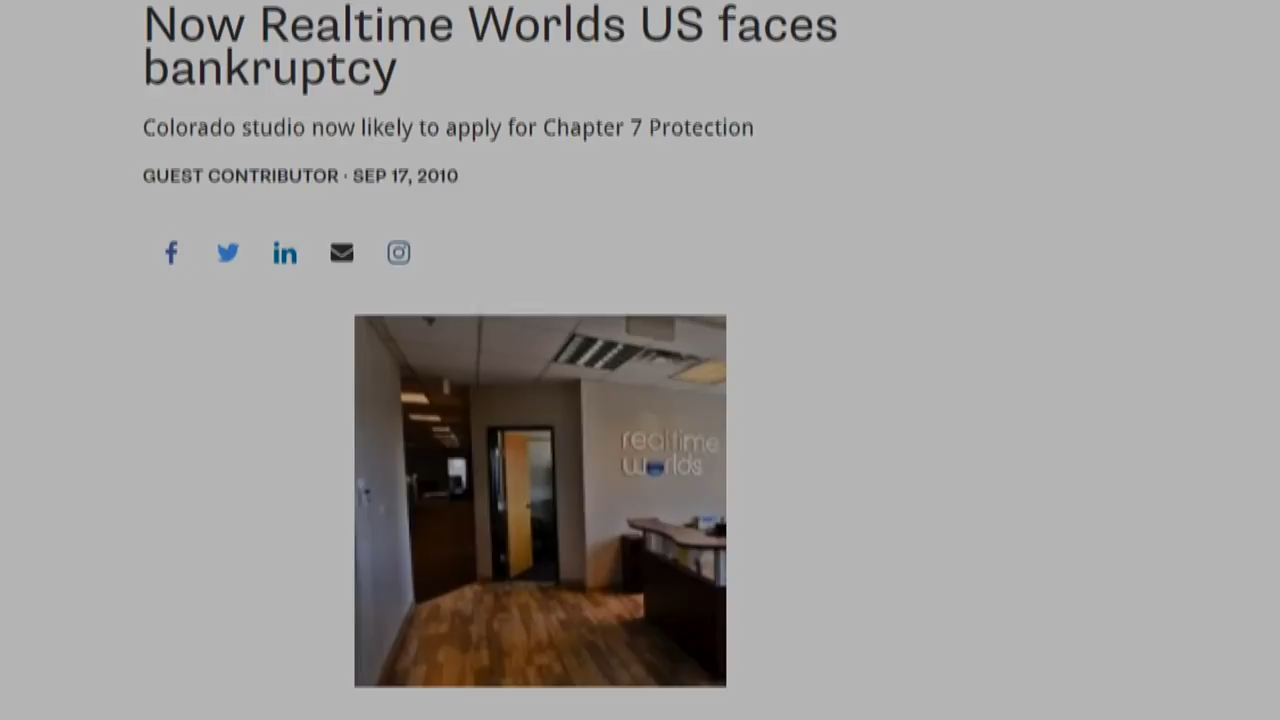 Now Realtime Worlds US faces
bankruptcy
Colorado studio now likely to apply for Chapter 7 Protection
GUEST CONTRIBUTOR · SEP 17, 2010
realtime
worlds